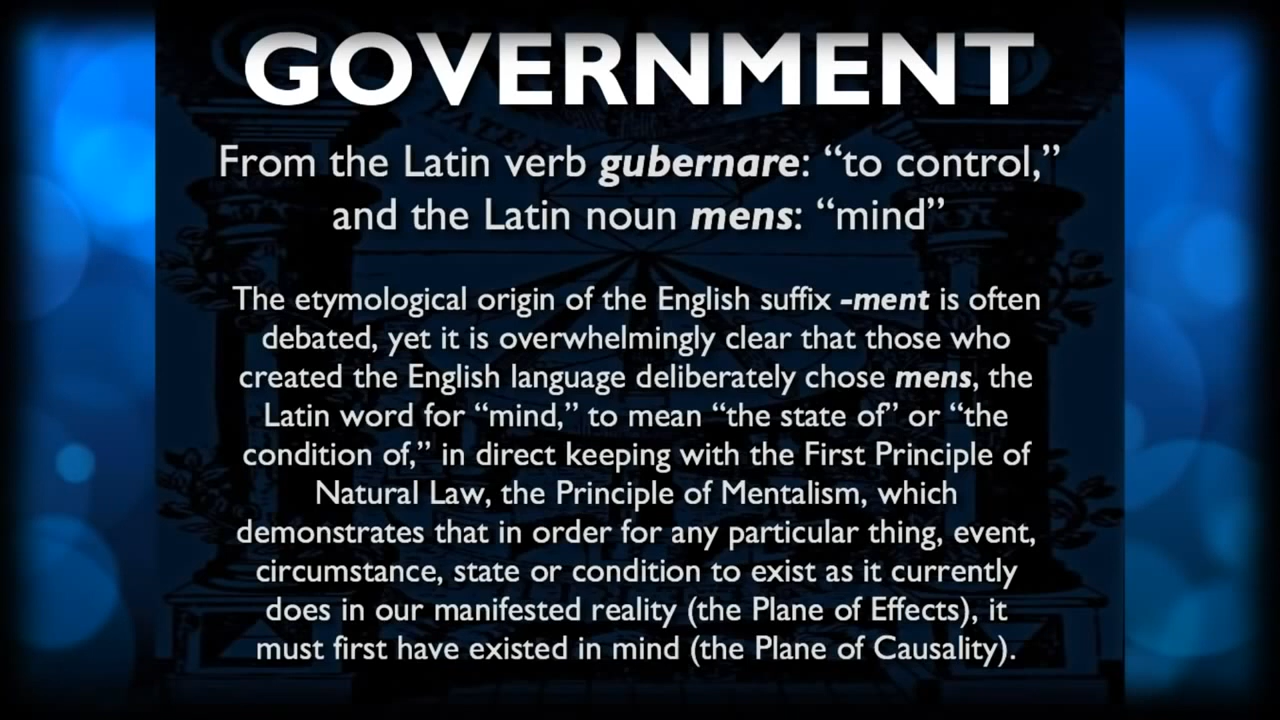 GOVERNMENT
From the Latin verb gubernare: “to control,”
and the Latin noun mens: “mind”
The etymological origin of the English suffix -ment is often
debated, yet it is overwhelmingly clear that those who
created the English language deliberately chose mens, the
Latin word for “mind,” to mean “the state of” or “the
condition of,” in direct keeping with the First Principle of
Natural Law, the Principle of Mentalism, which
demonstrates that in order for any particular thing, event,
circumstance, state or condition to exist as it currently
does in our manifested reality (the Plane of Effects), it
must first have existed in mind (the Plane of Causality).